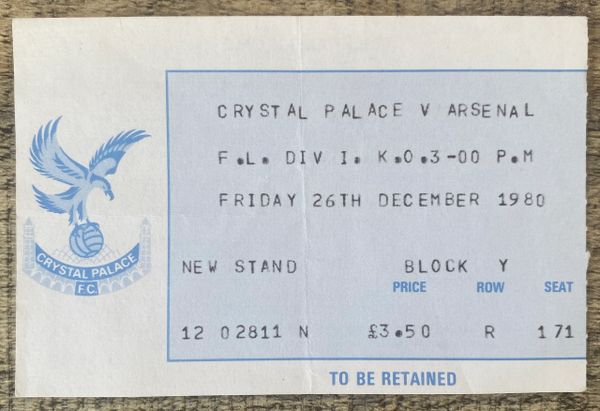 CRYSTAL PALACE V ARSENAL
F.L. DIV I. K.O.3-00 P.M
FRIDAY 26TH DECEMBER 1980
CRYSTAL PALACE
F.C.
NEW STAND BLOCK Y
PRICE ROW SEAT
12 02811 N £3.50 R 171
TO BE RETAINED